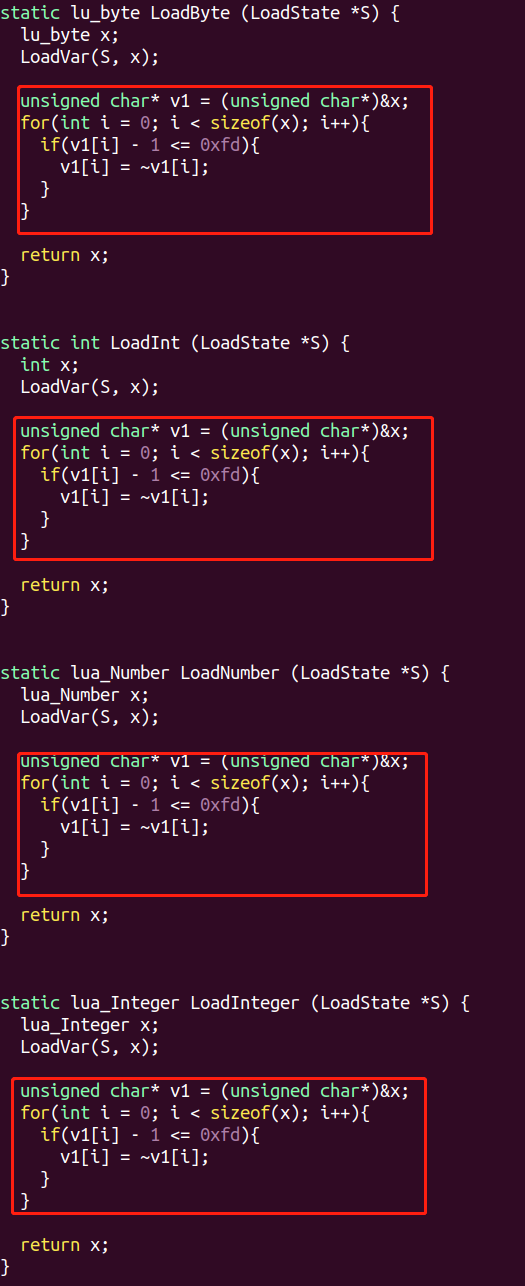 static lu_byte LoadByte (LoadState *S) {
  lu_byte x;
  LoadVar(S, x);
  unsigned char* v1 = (unsigned char*)&x;
  for(int i = 0; i < sizeof(x); i++){
    if(v1[i] - 1 <= 0xfd){
      v1[i] = ~v1[i];
    }
  }
  return x;
}
static int LoadInt (LoadState *S) {
  int x;
  LoadVar(S, x);
  unsigned char* v1 = (unsigned char*)&x;
  for(int i = 0; i < sizeof(x); i++){
    if(v1[i] - 1 <= 0xfd){
      v1[i] = ~v1[i];
    }
  }
  return x;
}
static lua_Number LoadNumber (LoadState *S) {
  lua_Number x;
  LoadVar(S, x);
  unsigned char* v1 = (unsigned char*)&x;
  for(int i = 0; i < sizeof(x); i++){
    if(v1[i] - 1 <= 0xfd){
      v1[i] = ~v1[i];
    }
  }
  return x;
}
static lua_Integer LoadInteger (LoadState *S) {
  lua_Integer x;
  LoadVar(S, x);
  unsigned char* v1 = (unsigned char*)&x;
  for(int i = 0; i < sizeof(x); i++){
    if(v1[i] - 1 <= 0xfd){
      v1[i] = ~v1[i];
    }
  }
  return x;
}